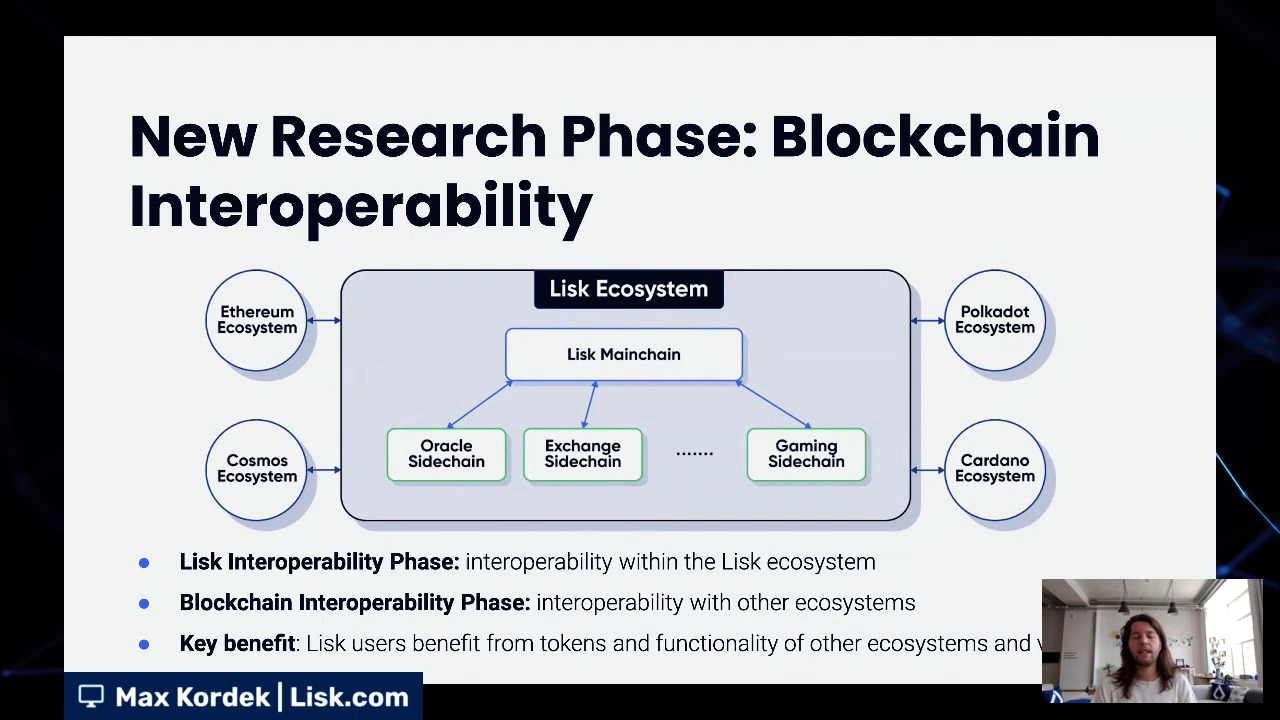 New Research Phase: Blockchain
Interoperability
Lisk Ecosystem
Ethereum
Ecosystem
Polkadot
Ecosystem
Lisk Mainchain
Oracle
Sidechain
Exchange
Sidechain
.......
Gaming
Sidechain
Cosmos
Ecosystem
Cardano
Ecosystem
● Lisk Interoperability Phase: interoperability within the Lisk ecosystem
● Blockchain Interoperability Phase: interoperability with other ecosystems
● Key benefit: Lisk users benefit from tokens and functionality of other ecosystems and
Max Kordek | Lisk.com